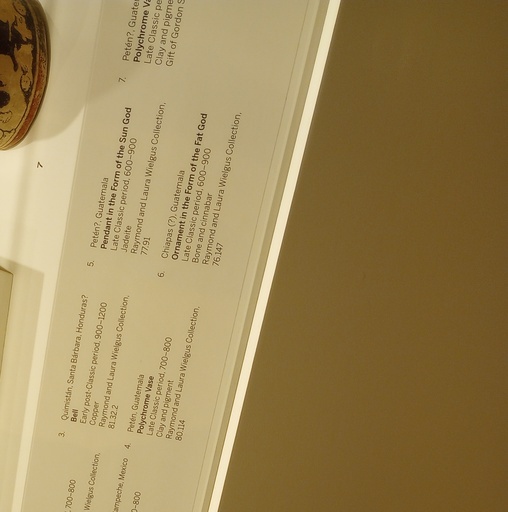 7
, 700–800
Wielgus Collection,
ampeche, Mexico
0–800
3. Quimistán, Santa Bárbara, Honduras?
Bell
Early post-Classic period, 900–1200
Copper
Raymond and Laura Wielgus Collection,
81.32.2
4. Petén, Guatemala
Polychrome Vase
Late Classic period, 700–800
Clay and pigment
Raymond and Laura Wielgus Collection,
80.114
5. Petén?, Guatemala
Pendant in the Form of the Sun God
Late Classic period, 600–900
Jadeite
Raymond and Laura Wielgus Collection,
77.91
6. Chiapas (?), Guatemala
Ornament in the Form of the Fat God
Late Classic period, 600–900
Bone and cinnabar
Raymond and Laura Wielgus Collection,
76.147
7. Petén?, Guate
Polychrome Va
Late Classic pe
Clay and pigme
Gift of Gordon S